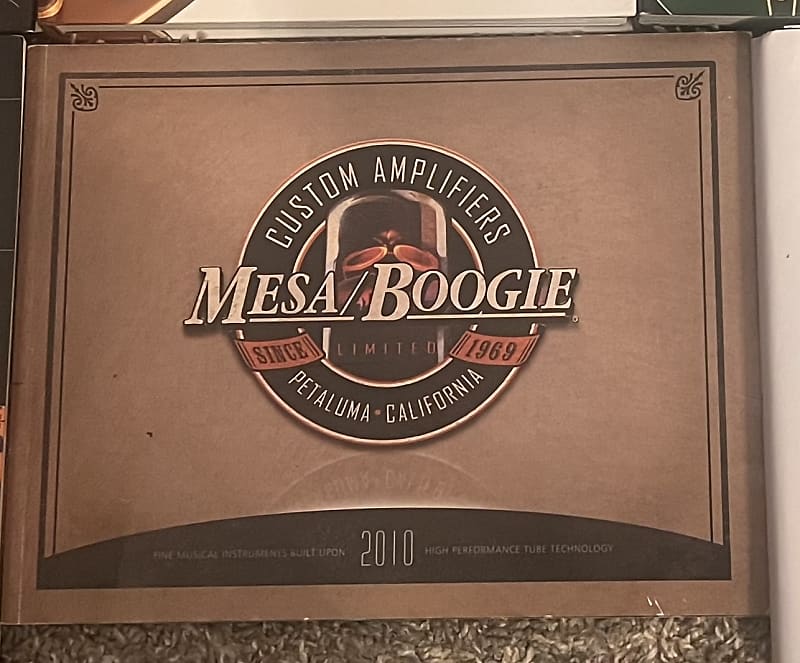 CUSTOM AMPLIFIERS
MESA/BOOGIE
SINCE LIMITED 1969
PETALUMA • CALIFORNIA
FINE MUSICAL INSTRUMENTS BUILT UPON 2010 HIGH PERFORMANCE TUBE TECHNOLOGY